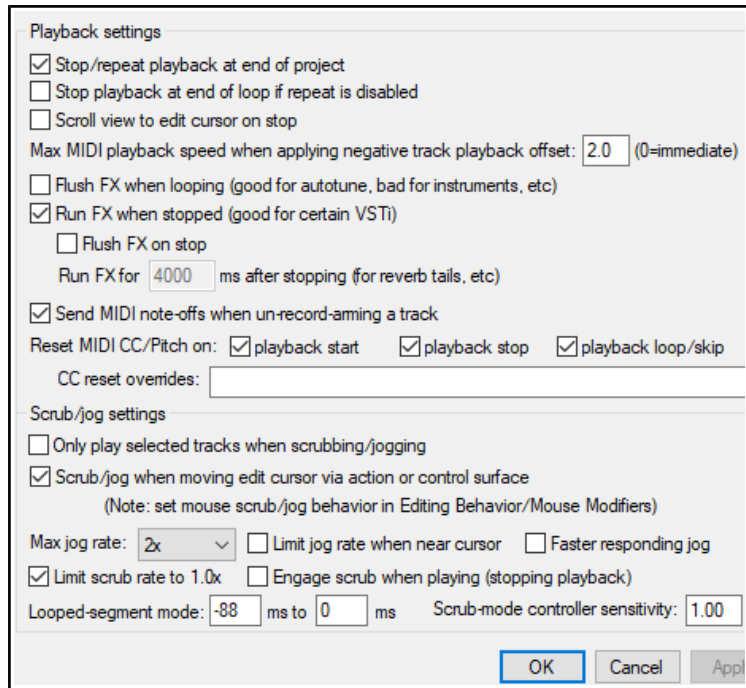 Playback settings
Stop/repeat playback at end of project
Stop playback at end of loop if repeat is disabled
Scroll view to edit cursor on stop
Max MIDI playback speed when applying negative track playback offset: 2.0 (0=immediate)
Flush FX when looping (good for autotune, bad for instruments, etc)
Run FX when stopped (good for certain VSTi)
Flush FX on stop
Run FX for 4000 ms after stopping (for reverb tails, etc)
Send MIDI note-offs when un-record-arming a track
Reset MIDI CC/Pitch on: playback start playback stop playback loop/skip
CC reset overrides:
Scrub/jog settings
Only play selected tracks when scrubbing/jogging
Scrub/jog when moving edit cursor via action or control surface
(Note: set mouse scrub/jog behavior in Editing Behavior/Mouse Modifiers)
Max jog rate: 2x Limit jog rate when near cursor Faster responding jog
Limit scrub rate to 1.0x Engage scrub when playing (stopping playback)
Looped-segment mode: -88 ms to 0 ms Scrub-mode controller sensitivity: 1.00
OK Cancel Appl